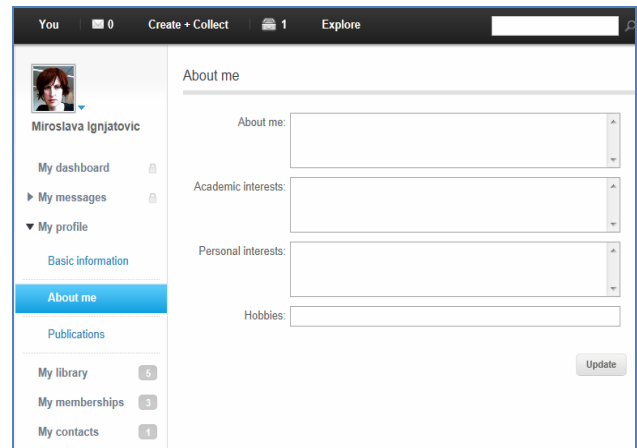 You 0 Create + Collect 1 Explore
About me
Miroslava Ignjatovic
My dashboard
My messages
My profile
Basic information
About me
Publications
My library 5
My memberships 3
My contacts 1
About me:
Academic interests:
Personal interests:
Hobbies:
Update